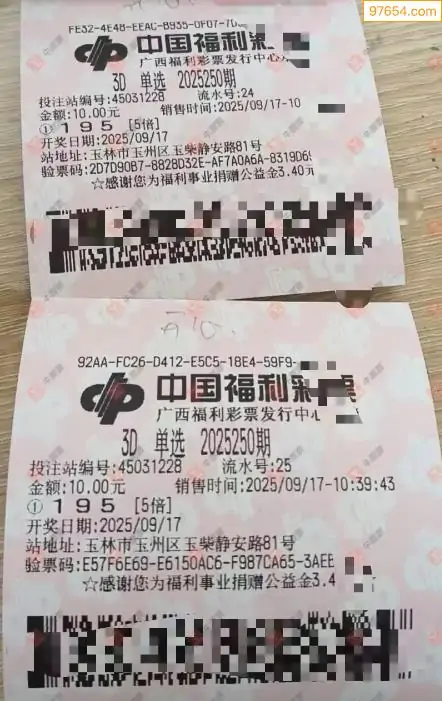 97654.com
FE32-4E48-EEAC-B935-0F07-7D
中国福利彩
广西福利彩票发行中心
3D 单选 2025250期
投注站编号:45031228 流水号:24
金额:10.00元 销售时间:2025/09/17-10
① 195 [5倍]
开奖日期:2025/09/17
站地址:玉林市玉州区玉柴静安路81号
验票码:2D7D90B7-8828D32E-AF7A0A6A-8319D6
☆感谢您为福利事业捐赠公益金3.40元
92AA-FC26-D412-E5C5-18E4-59F9-
中国福利彩票
广西福利彩票发行中心
3D 单选 2025250期
投注站编号:45031228 流水号:25
金额:10.00元 销售时间:2025/09/17-10:39:43
① 195 [5倍]
开奖日期:2025/09/17
站地址:玉林市玉州区玉柴静安路81号
验票码:E57F6E69-E6150AC6-F987CA65-3AEE
☆感谢您为福利事业捐赠公益金3.4